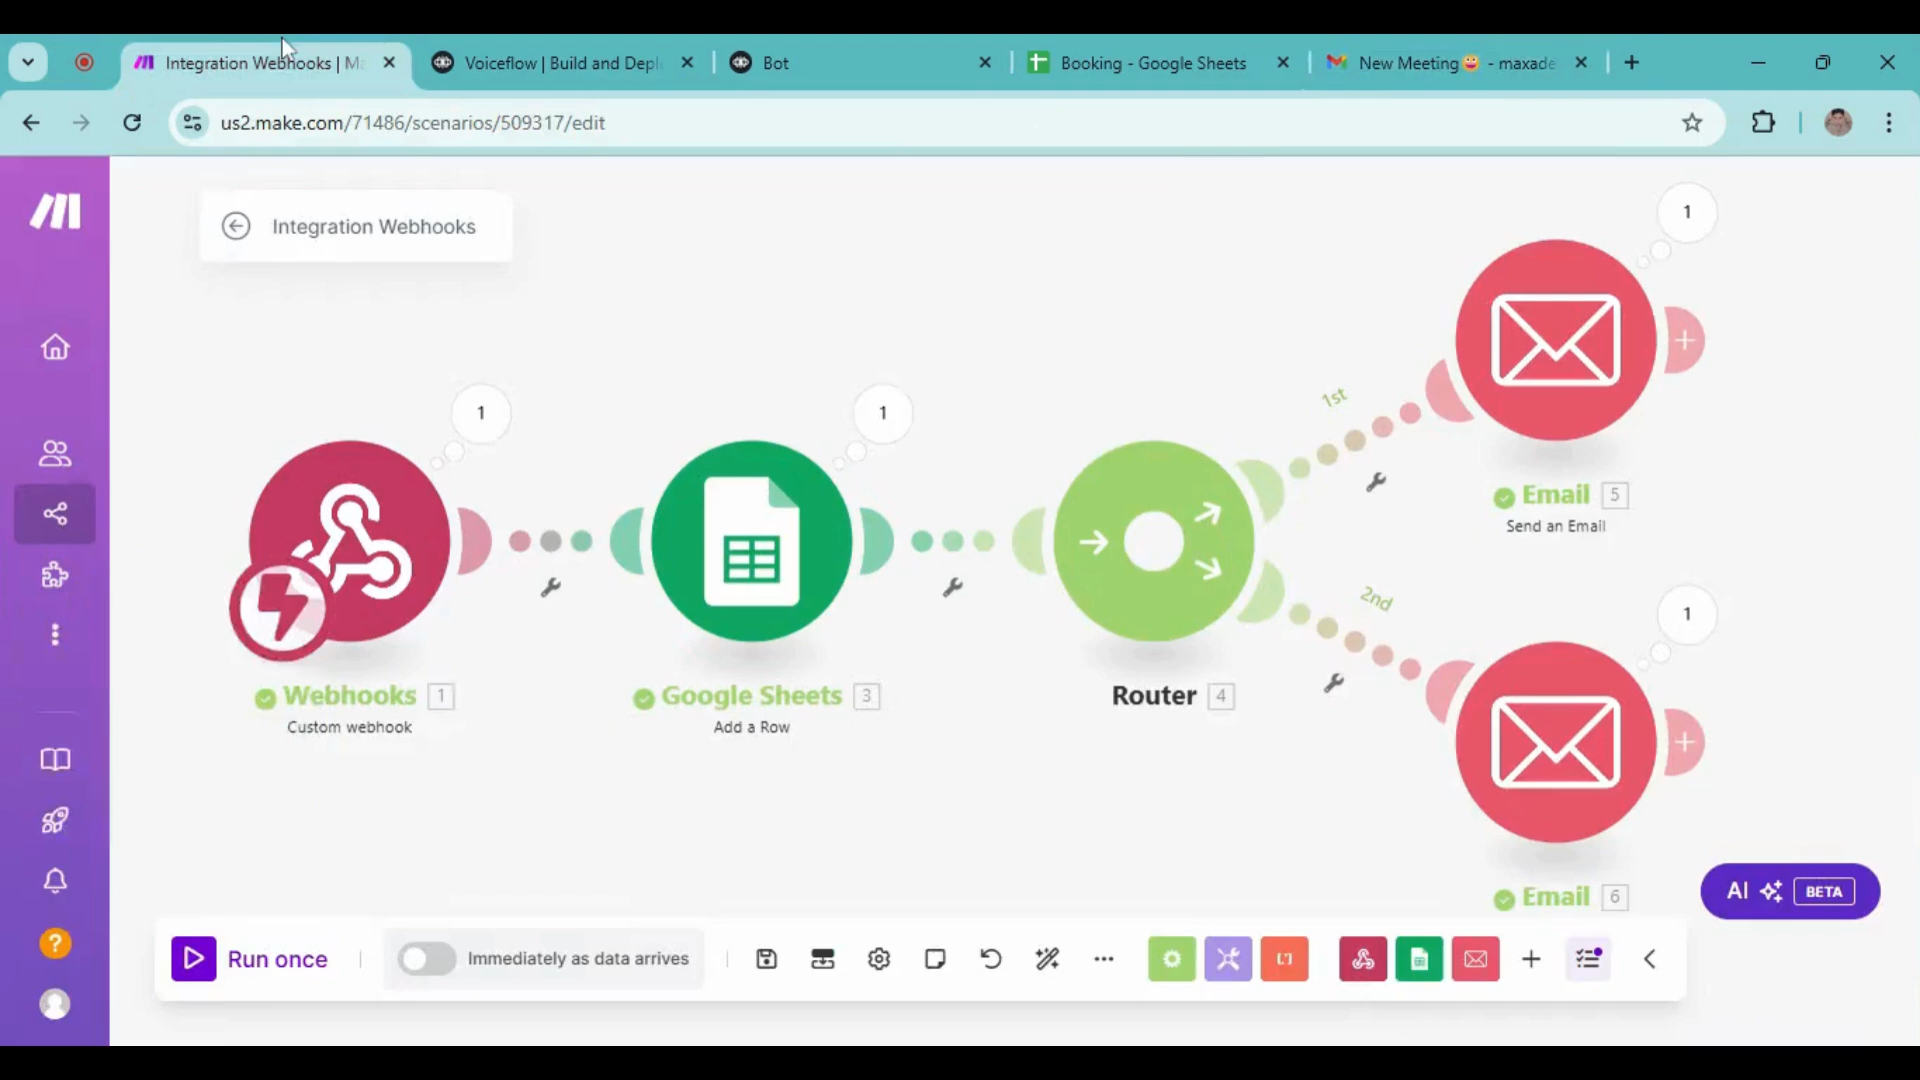 Integration Webhooks | Ma
Voiceflow | Build and Depl
Bot
Booking - Google Sheets
New Meeting😀 - maxade
us2.make.com/71486/scenarios/509317/edit
Integration Webhooks
1
1
1
1st
Email 5
Send an Email
2nd
1
Webhooks 1
Custom webhook
Google Sheets 3
Add a Row
Router 4
Email 6
AI BETA
Run once
Immediately as data arrives
?